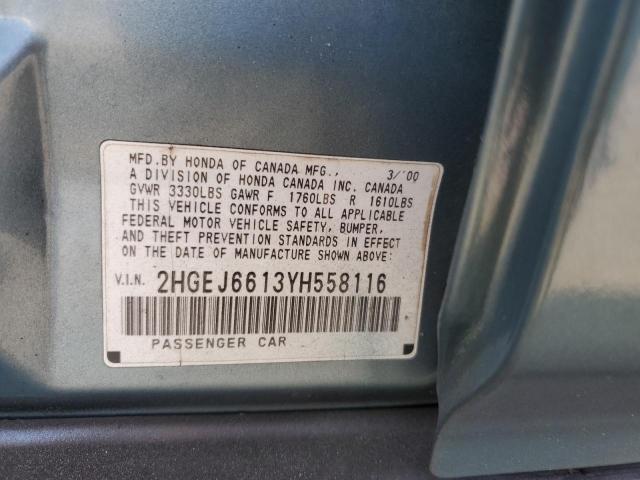 MFD.BY HONDA OF CANADA MFG., 3/'00
A DIVISION OF HONDA CANADA INC. CANADA
GVWR 3330LBS GAWR F 1760LBS R 1610LBS
THIS VEHICLE CONFORMS TO ALL APPLICABLE
FEDERAL MOTOR VEHICLE SAFETY, BUMPER,
AND THEFT PREVENTION STANDARDS IN EFFECT
ON THE DATE OF MANUFACTURE SHOWN ABOVE:
V.I.N. 2HGEJ6613YH558116
PASSENGER CAR